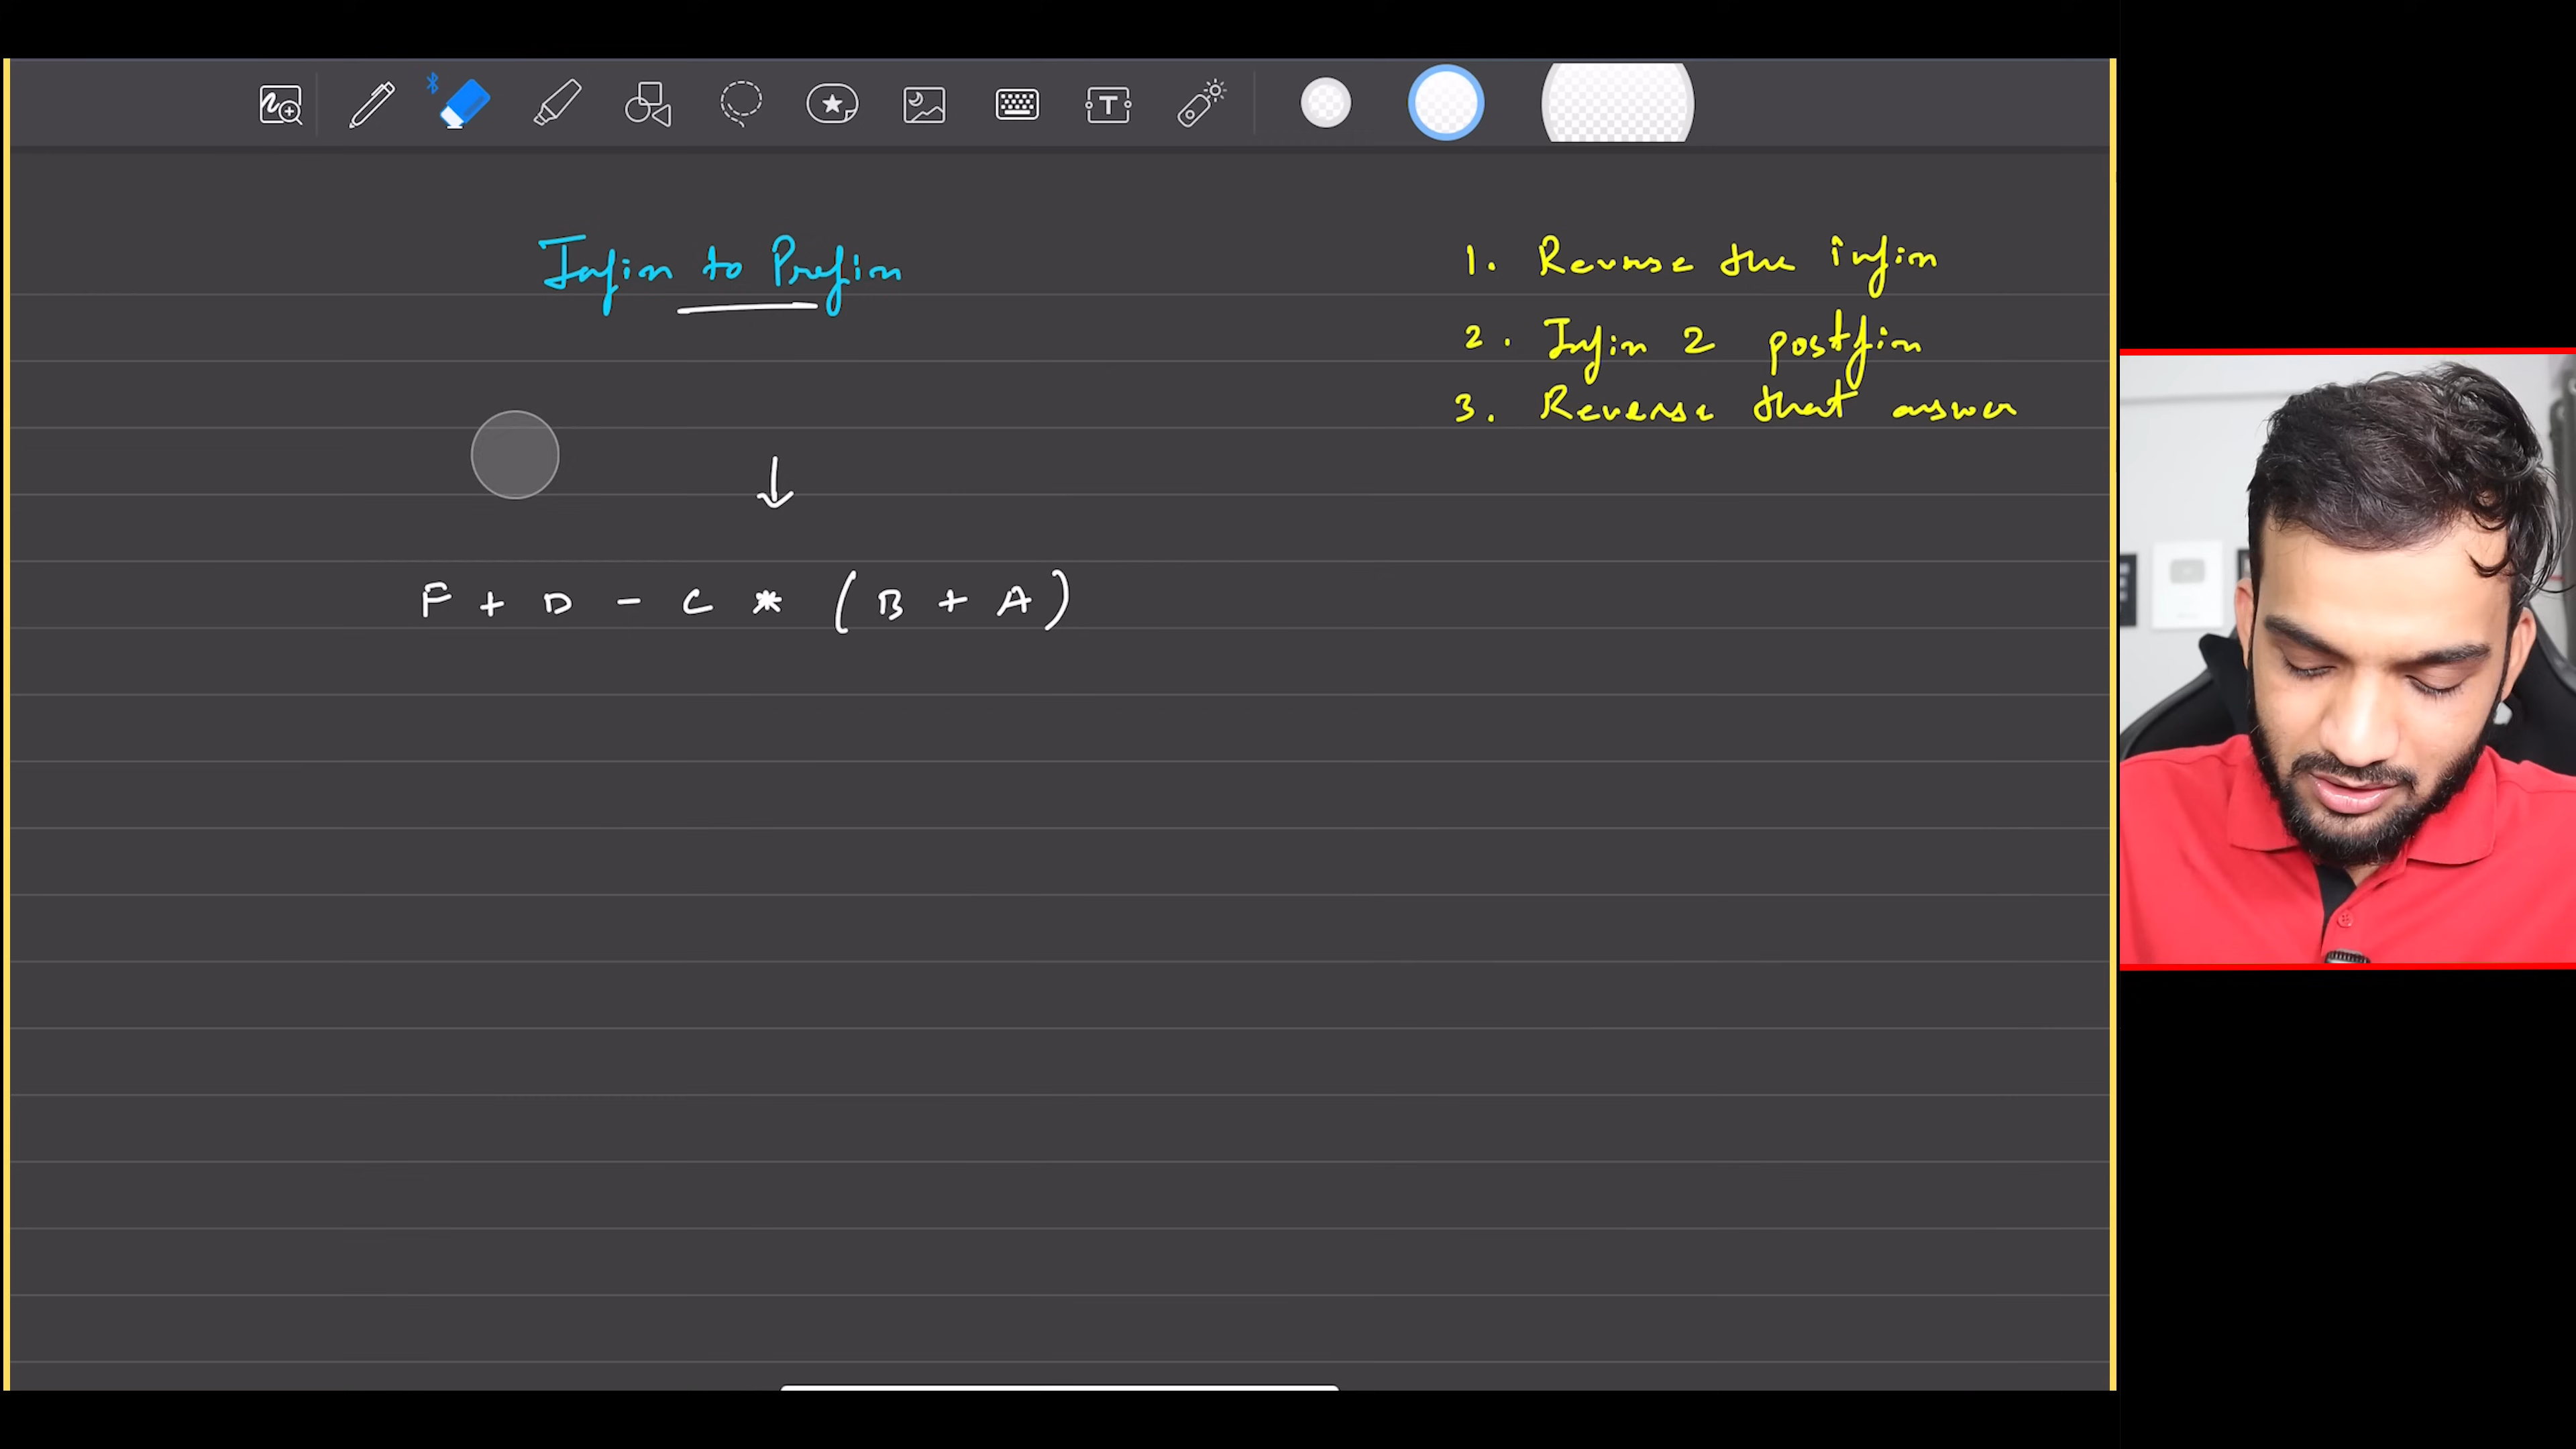 Infix to Prefix
1. Reverse the infix
2. Infix 2 postfix
3. Reverse that answer
F + D - C * ( B + A )